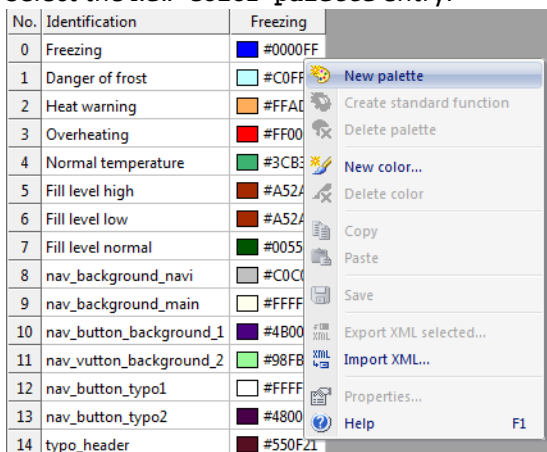 select the New color palette entry:
No. Identification Freezing
0 Freezing #0000FF
1 Danger of frost #C0FF
2 Heat warning #FFAD
3 Overheating #FF00
4 Normal temperature #3CB3
5 Fill level high #A52A
6 Fill level low #A52A
7 Fill level normal #0055
8 nav_background_navi #C0C0
9 nav_background_main #FFFF
10 nav_button_background_1 #4B00
11 nav_vutton_background_2 #98FB
12 nav_button_typo1 #FFFF
13 nav_button_typo2 #4800
14 typo_header #550F21
New palette
Create standard function
Delete palette
New color...
Delete color
Copy
Paste
Save
Export XML selected...
XML Import XML...
Properties...
Help F1